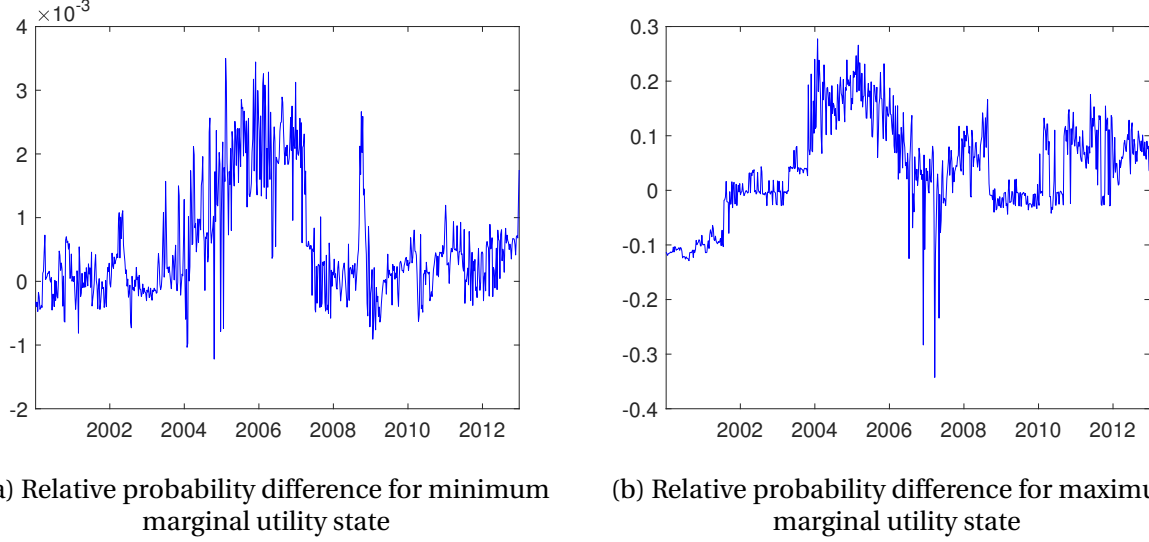 ×10⁻³
4
3
2
1
0
-1
-2
2002 2004 2006 2008 2010 2012
0.3
0.2
0.1
0
-0.1
-0.2
-0.3
-0.4
2002 2004 2006 2008 2010 2012
) Relative probability difference for minimum
marginal utility state
(b) Relative probability difference for
marginal utility state